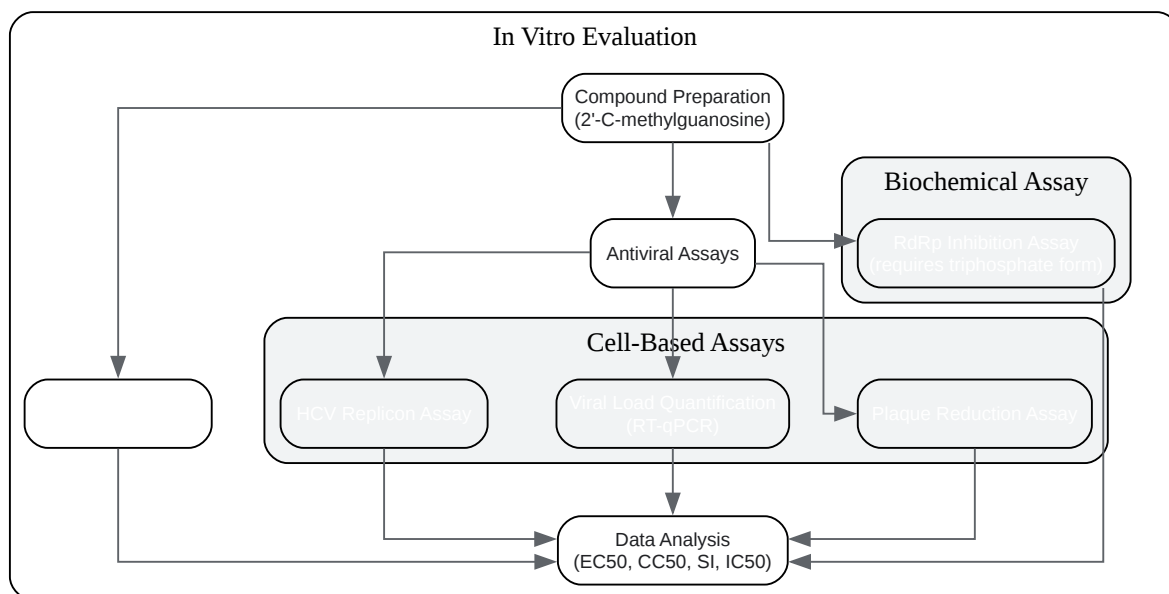 In Vitro Evaluation
Compound Preparation
(2'-C-methylguanosine)
Biochemical Assay
RdRp Inhibition Assay
(requires triphosphate form)
Antiviral Assays
Cell-Based Assays
HCV Replicon Assay
Viral Load Quantification
(RT-qPCR)
Plaque Reduction Assay
Data Analysis
(EC50, CC50, SI, IC50)